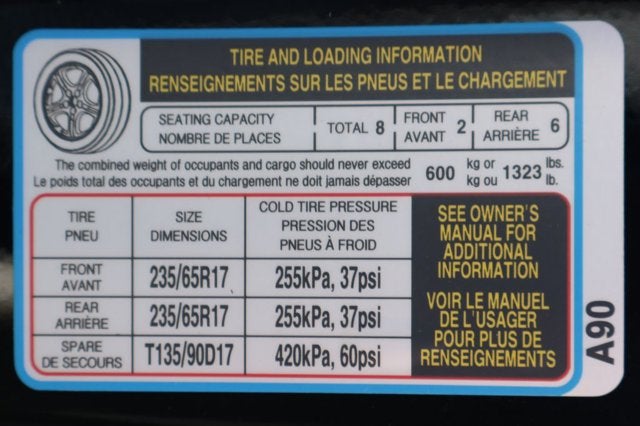 TIRE AND LOADING INFORMATION
RENSEIGNEMENTS SUR LES PNEUS ET LE CHARGEMENT
SEATING CAPACITY
NOMBRE DE PLACES
TOTAL 8
FRONT
AVANT 2
REAR
ARRIÈRE 6
The combined weight of occupants and cargo should never exceed 600 kg or 1323 lbs.
Le poids total des occupants et du chargement ne doit jamais dépasser kg ou lb.
TIRE
PNEU
SIZE
DIMENSIONS
COLD TIRE PRESSURE
PRESSION DES
PNEUS À FROID
FRONT
AVANT
235/65R17
255kPa, 37psi
REAR
ARRIÈRE
235/65R17
255kPa, 37psi
SPARE
DE SECOURS
T135/90D17
420kPa, 60psi
SEE OWNER'S
MANUAL FOR
ADDITIONAL
INFORMATION
VOIR LE MANUEL
DE L'USAGER
POUR PLUS DE
RENSEIGNEMENTS
A90